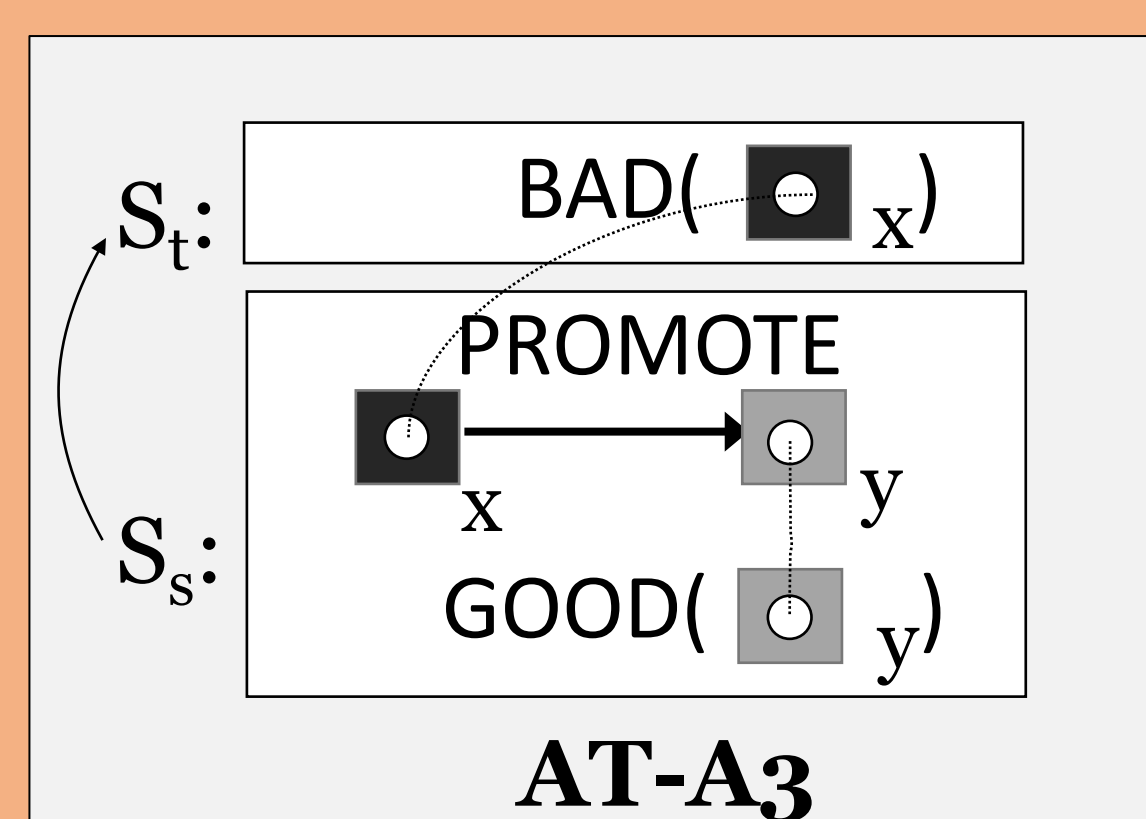 St: BAD( x)
PROMOTE
x y
Ss: GOOD( y)
AT-A3